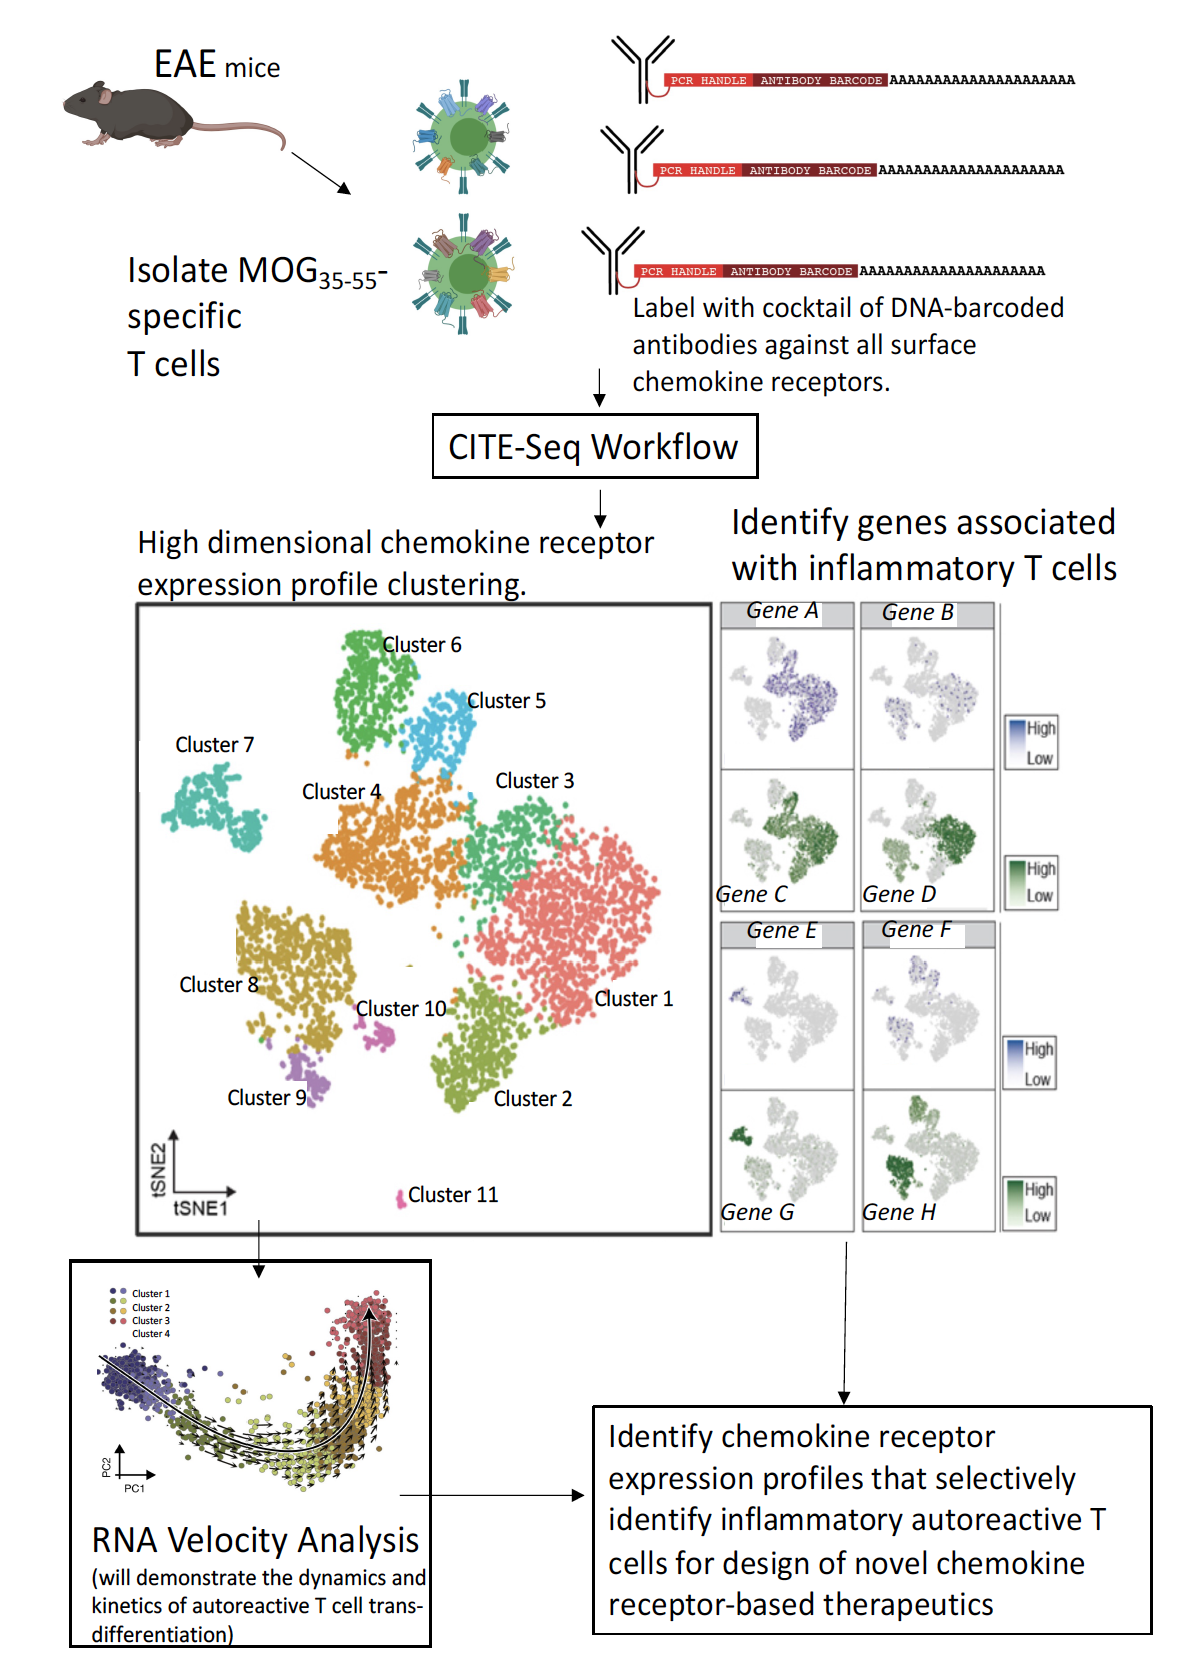 EAE mice
PCR HANDLE ANTIBODY BARCODE AAAAAAAAAAAAAAAAAAAAA
PCR HANDLE ANTIBODY BARCODE AAAAAAAAAAAAAAAAAAAAA
PCR HANDLE ANTIBODY BARCODE AAAAAAAAAAAAAAAAAAAAA
Isolate MOG35-55-
specific
T cells
Label with cocktail of DNA-barcoded
antibodies against all surface
chemokine receptors.
CITE-Seq Workflow
High dimensional chemokine receptor
expression profile clustering.
Cluster 6
Cluster 5
Cluster 7
Cluster 3
Cluster 4
Cluster 8
Cluster 10
Cluster 1
Cluster 9
Cluster 2
Cluster 11
tSNE2
tSNE1
Identify genes associated
with inflammatory T cells
Gene A
Gene B
High
Low
Gene C
Gene D
High
Low
Gene E
Gene F
High
Low
Gene G
Gene H
High
Low
Cluster 1
Cluster 2
Cluster 3
Cluster 4
PC2
PC1
RNA Velocity Analysis
(will demonstrate the dynamics and
kinetics of autoreactive T cell trans-
differentiation)
Identify chemokine receptor
expression profiles that selectively
identify inflammatory autoreactive T
cells for design of novel chemokine
receptor-based therapeutics